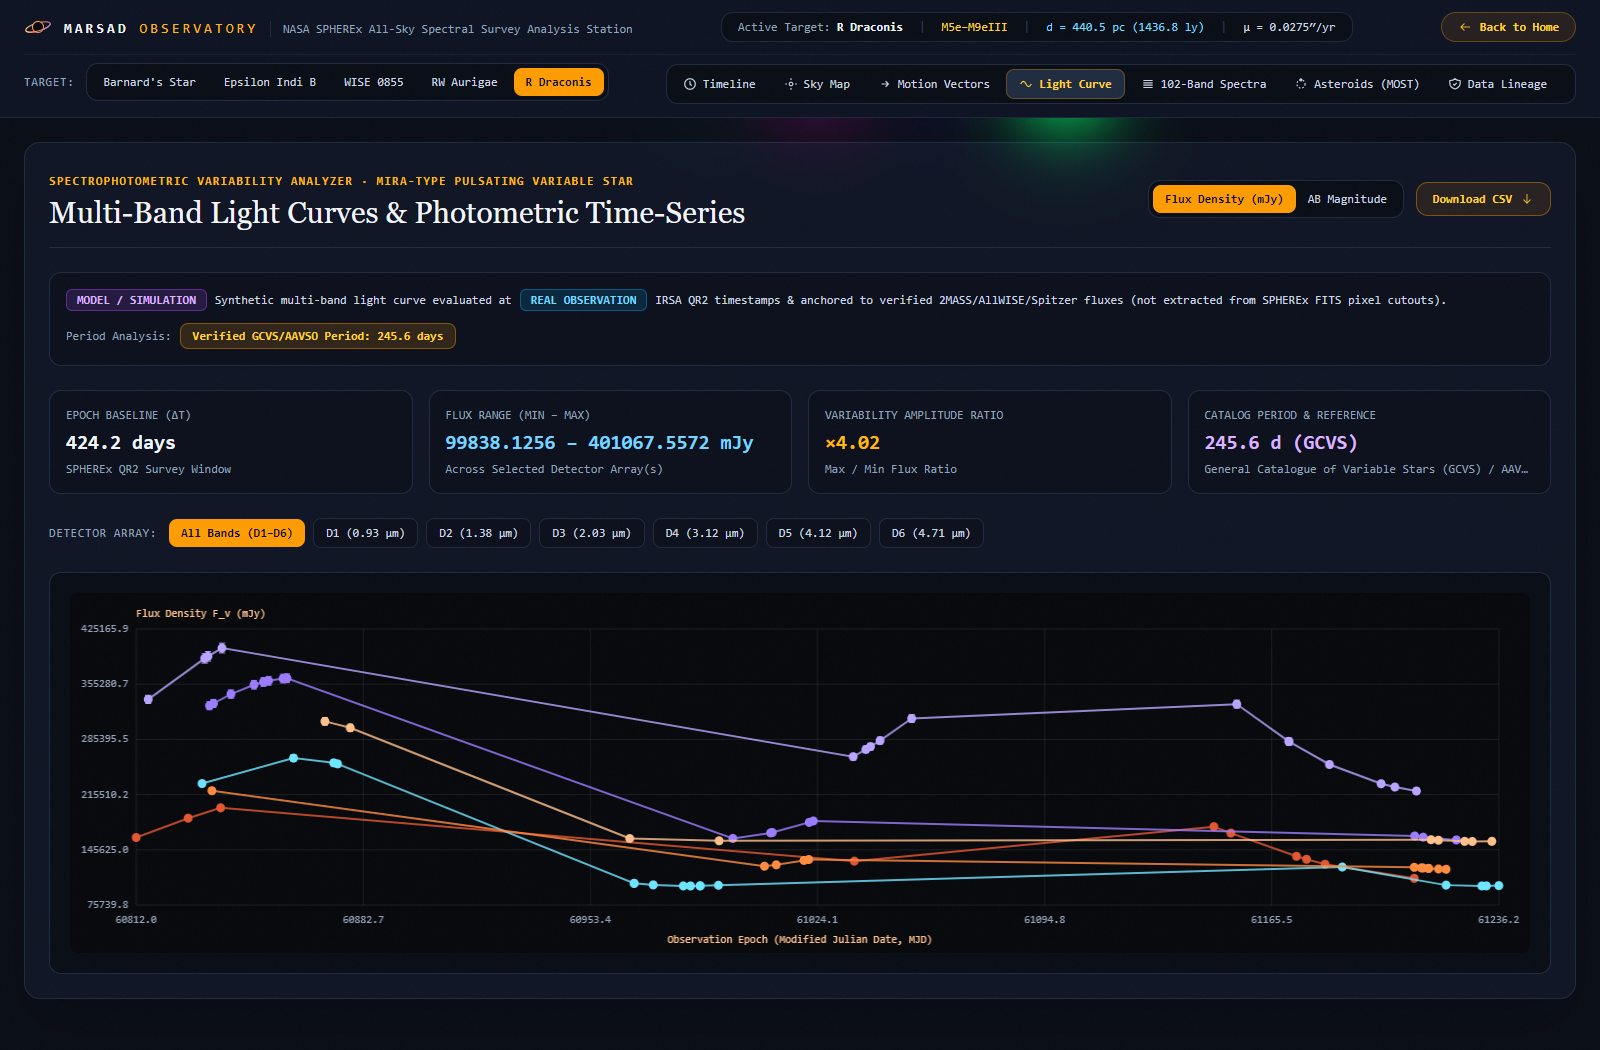 MARSAD OBSERVATORY
NASA SPHEREx All-Sky Spectral Survey Analysis Station
Active Target: R Draconis
M5e–M9eIII
d = 440.5 pc (1436.8 ly)
μ = 0.0275″/yr
← Back to Home
TARGET:
Barnard's Star
Epsilon Indi B
WISE 0855
RW Aurigae
R Draconis
Timeline
Sky Map
Motion Vectors
Light Curve
102-Band Spectra
Asteroids (MOST)
Data Lineage
SPECTROPHOTOMETRIC VARIABILITY ANALYZER · MIRA-TYPE PULSATING VARIABLE STAR
Multi-Band Light Curves & Photometric Time-Series
Flux Density (mJy)
AB Magnitude
Download CSV ↓
MODEL / SIMULATION Synthetic multi-band light curve evaluated at REAL OBSERVATION IRSA QR2 timestamps & anchored to verified 2MASS/AllWISE/Spitzer fluxes (not extracted from SPHEREx FITS pixel cutouts).
Period Analysis: Verified GCVS/AAVSO Period: 245.6 days
EPOCH BASELINE (ΔT)
424.2 days
SPHEREx QR2 Survey Window
FLUX RANGE (MIN – MAX)
99838.1256 – 401067.5572 mJy
Across Selected Detector Array(s)
VARIABILITY AMPLITUDE RATIO
×4.02
Max / Min Flux Ratio
CATALOG PERIOD & REFERENCE
245.6 d (GCVS)
General Catalogue of Variable Stars (GCVS) / AAV…
DETECTOR ARRAY:
All Bands (D1–D6)
D1 (0.93 μm)
D2 (1.38 μm)
D3 (2.03 μm)
D4 (3.12 μm)
D5 (4.12 μm)
D6 (4.71 μm)
Flux Density F_ν (mJy)
425165.9
355280.7
285395.5
215510.2
145625.0
75739.8
60812.0
60882.7
60953.4
61024.1
61094.8
61165.5
61236.2
Observation Epoch (Modified Julian Date, MJD)